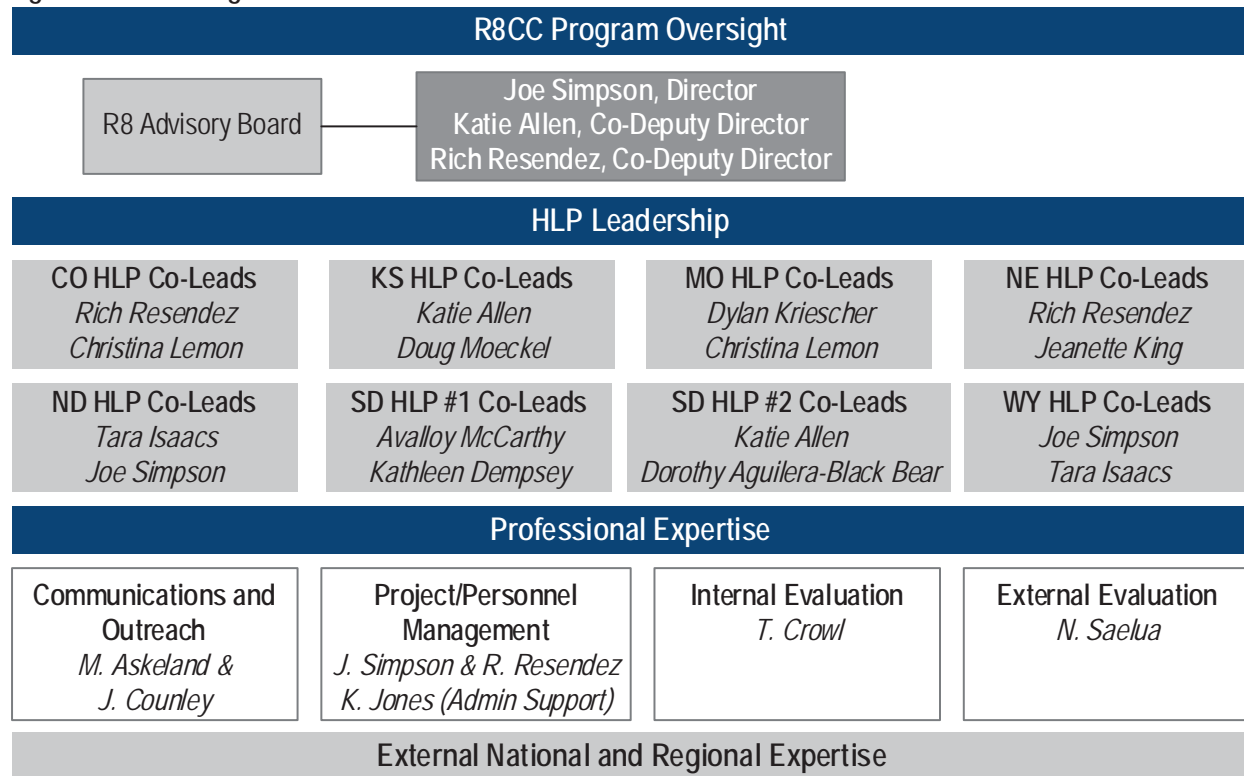 R8CC Program Oversight
R8 Advisory Board
Joe Simpson, Director
Katie Allen, Co-Deputy Director
Rich Resendez, Co-Deputy Director
HLP Leadership
CO HLP Co-Leads
Rich Resendez
Christina Lemon
KS HLP Co-Leads
Katie Allen
Doug Moeckel
MO HLP Co-Leads
Dylan Kriescher
Christina Lemon
NE HLP Co-Leads
Rich Resendez
Jeanette King
ND HLP Co-Leads
Tara Isaacs
Joe Simpson
SD HLP #1 Co-Leads
Avalloy McCarthy
Kathleen Dempsey
SD HLP #2 Co-Leads
Katie Allen
Dorothy Aguilera-Black Bear
WY HLP Co-Leads
Joe Simpson
Tara Isaacs
Professional Expertise
Communications and
Outreach
M. Askeland &
J. Counley
Project/Personnel
Management
J. Simpson & R. Resendez
K. Jones (Admin Support)
Internal Evaluation
T. Crowl
External Evaluation
N. Saelua
External National and Regional Expertise